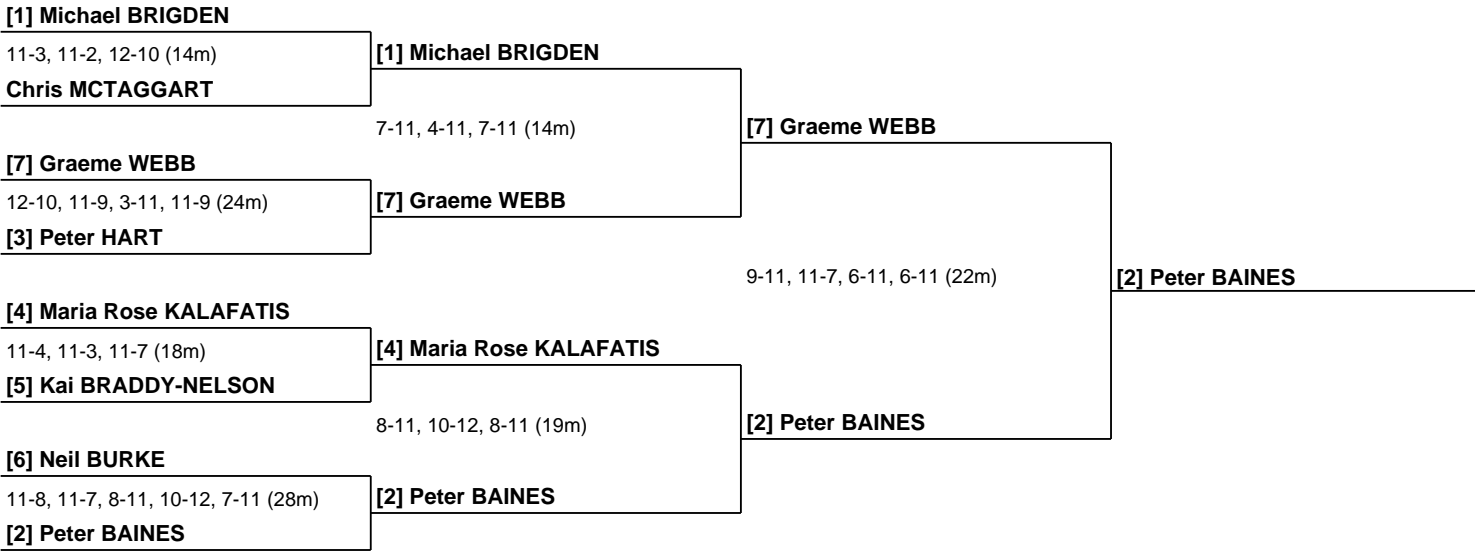 [1] Michael BRIGDEN
11-3, 11-2, 12-10 (14m)
[1] Michael BRIGDEN
Chris MCTAGGART
7-11, 4-11, 7-11 (14m)
[7] Graeme WEBB
[7] Graeme WEBB
12-10, 11-9, 3-11, 11-9 (24m)
[7] Graeme WEBB
[3] Peter HART
9-11, 11-7, 6-11, 6-11 (22m)
[2] Peter BAINES
[4] Maria Rose KALAFATIS
11-4, 11-3, 11-7 (18m)
[4] Maria Rose KALAFATIS
[5] Kai BRADDY-NELSON
8-11, 10-12, 8-11 (19m)
[2] Peter BAINES
[6] Neil BURKE
11-8, 11-7, 8-11, 10-12, 7-11 (28m)
[2] Peter BAINES
[2] Peter BAINES